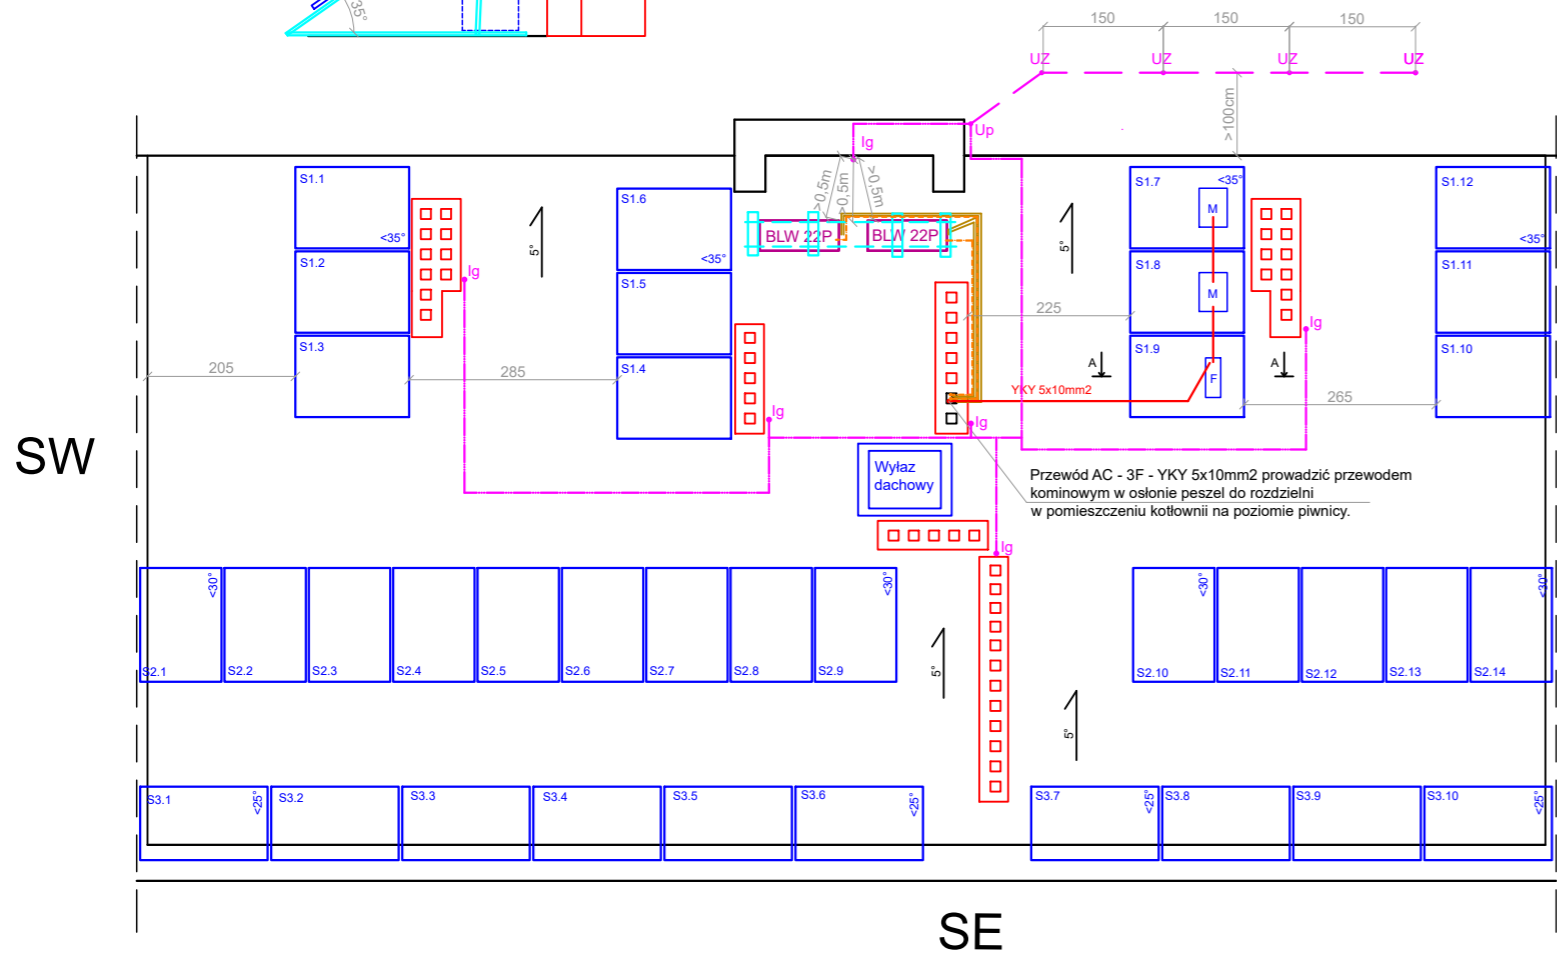 35°
150
150
150
UZ
UZ
UZ
UZ
>100cm
Up
Ig
>0,5m
>0,5m
>0,5m
S1.1
<35°
S1.2
S1.3
Ig
5°
S1.6
<35°
S1.5
S1.4
BLW 22P
BLW 22P
5°
S1.7
<35°
M
S1.8
M
S1.9
F
S1.12
<35°
S1.11
S1.10
Ig
225
A
A
205
285
265
YKY 5x10mm2
Ig
Ig
SW
Wyłaz
dachowy
Przewód AC - 3F - YKY 5x10mm2 prowadzić przewodem
kominowym w osłonie peszel do rozdzielni
w pomieszczeniu kotłownii na poziomie piwnicy.
Ig
<30°
<30°
<30°
<30°
S2.1
S2.2
S2.3
S2.4
S2.5
S2.6
S2.7
S2.8
S2.9
S2.10
S2.11
S2.12
S2.13
S2.14
5°
5°
S3.1
<25°
S3.2
S3.3
S3.4
S3.5
S3.6
<25°
S3.7
<25°
S3.8
S3.9
S3.10
<25°
SE